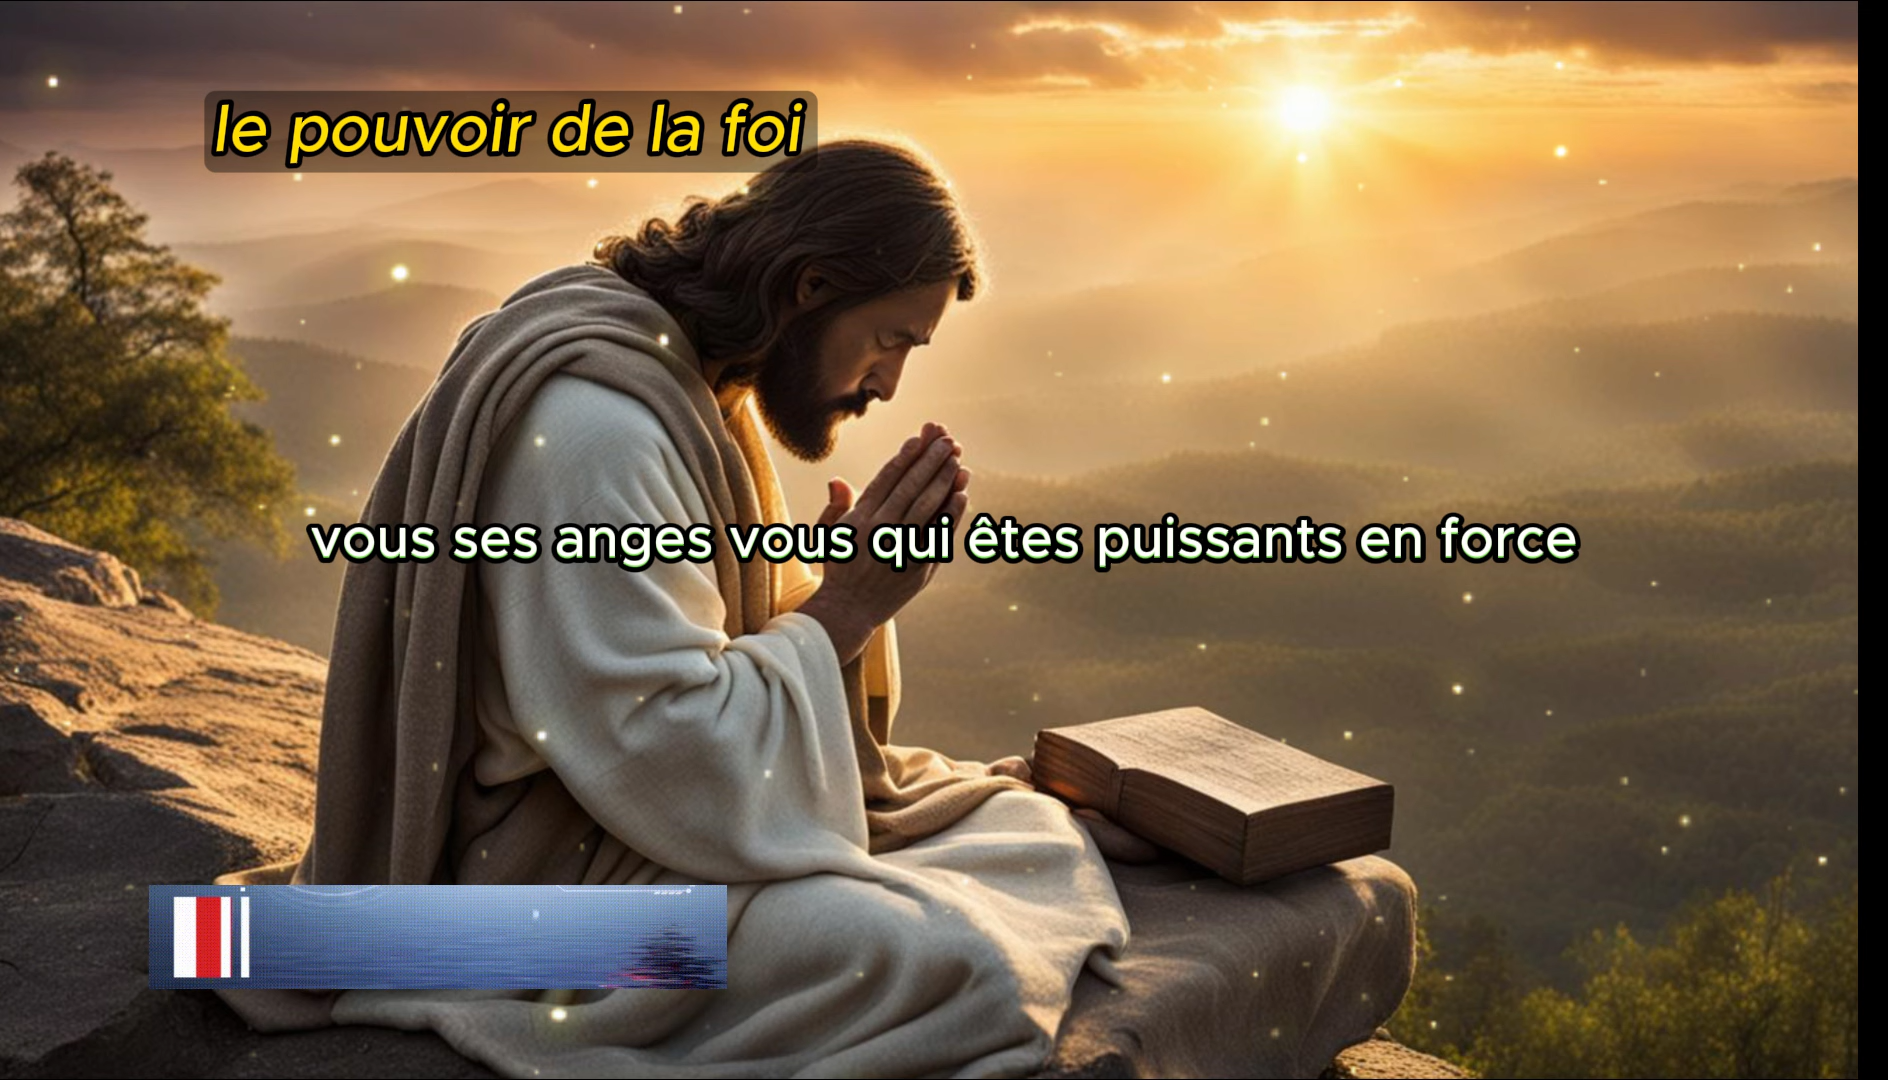 le pouvoir de la foi
vous ses anges vous qui êtes puissants en force